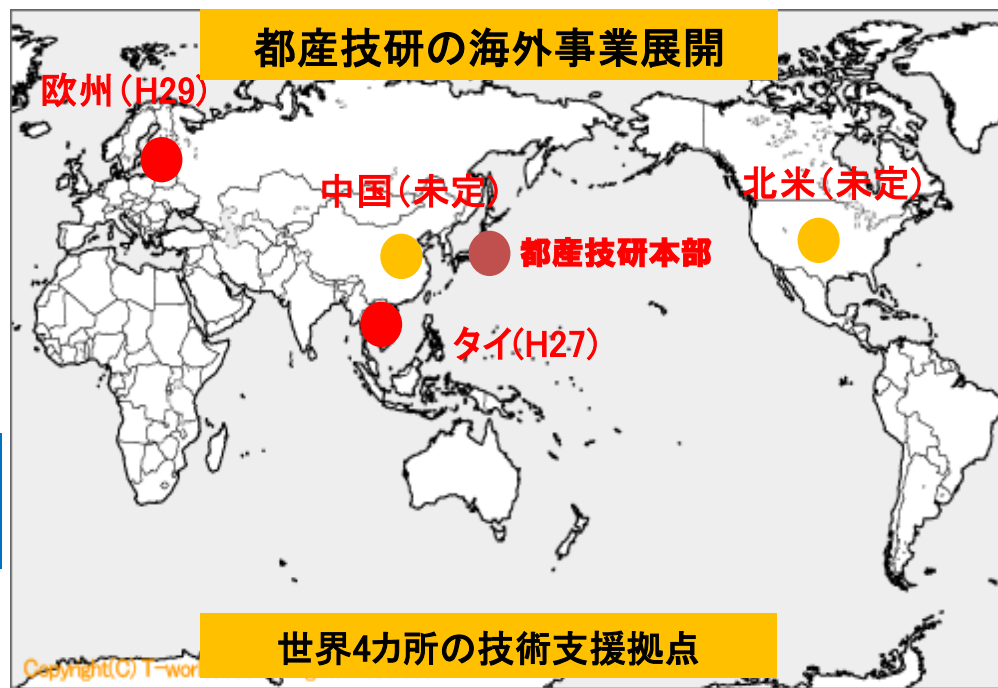 都産技研の海外事業展開
欧州(H29)
中国(未定)
北米(未定)
都産技研本部
タイ(H27)
世界4カ所の技術支援拠点
Copyright(C) T-wor